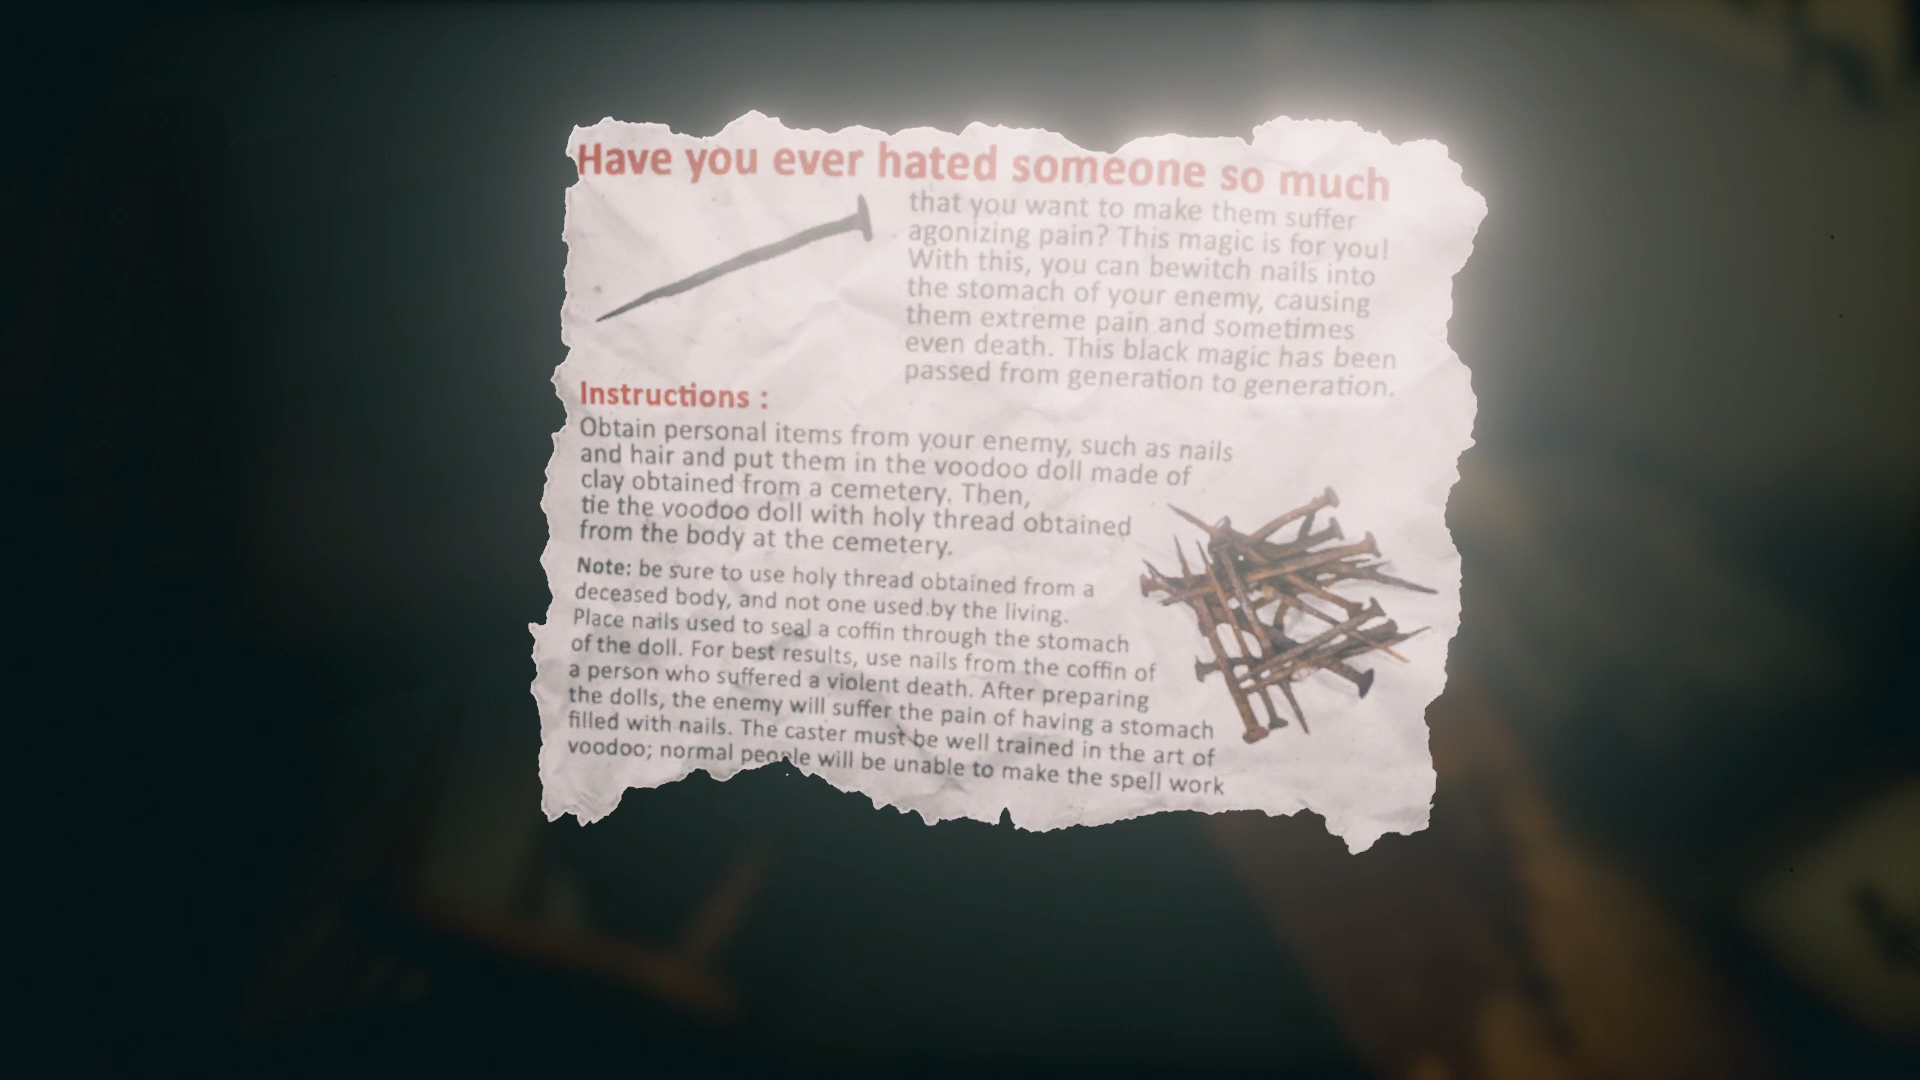 Have you ever hated someone so much
that you want to make them suffer
agonizing pain? This magic is for you!
With this, you can bewitch nails into
the stomach of your enemy, causing
them extreme pain and sometimes
even death. This black magic has been
passed from generation to generation.
Instructions :
Obtain personal items from your enemy, such as nails
and hair and put them in the voodoo doll made of
clay obtained from a cemetery. Then,
tie the voodoo doll with holy thread obtained
from the body at the cemetery.
Note: be sure to use holy thread obtained from a
deceased body, and not one used.by the living.
Place nails used to seal a coffin through the stomach
of the doll. For best results, use nails from the coffin of
a person who suffered a violent death. After preparing
the dolls, the enemy will suffer the pain of having a stomach
filled with nails. The caster must be well trained in the art of
voodoo; normal people will be unable to make the spell work